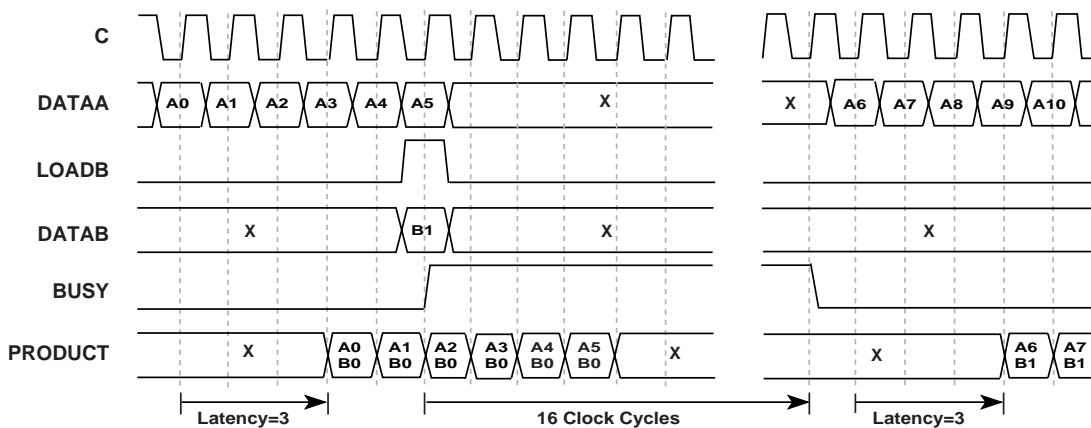 C
DATAA A0 A1 A2 A3 A4 A5 X X A6 A7 A8 A9 A10
LOADB
DATAB X B1 X X
BUSY
PRODUCT X A0 B0 A1 B0 A2 B0 A3 B0 A4 B0 A5 B0 X X A6 B1 A7 B1
Latency=3 16 Clock Cycles Latency=3